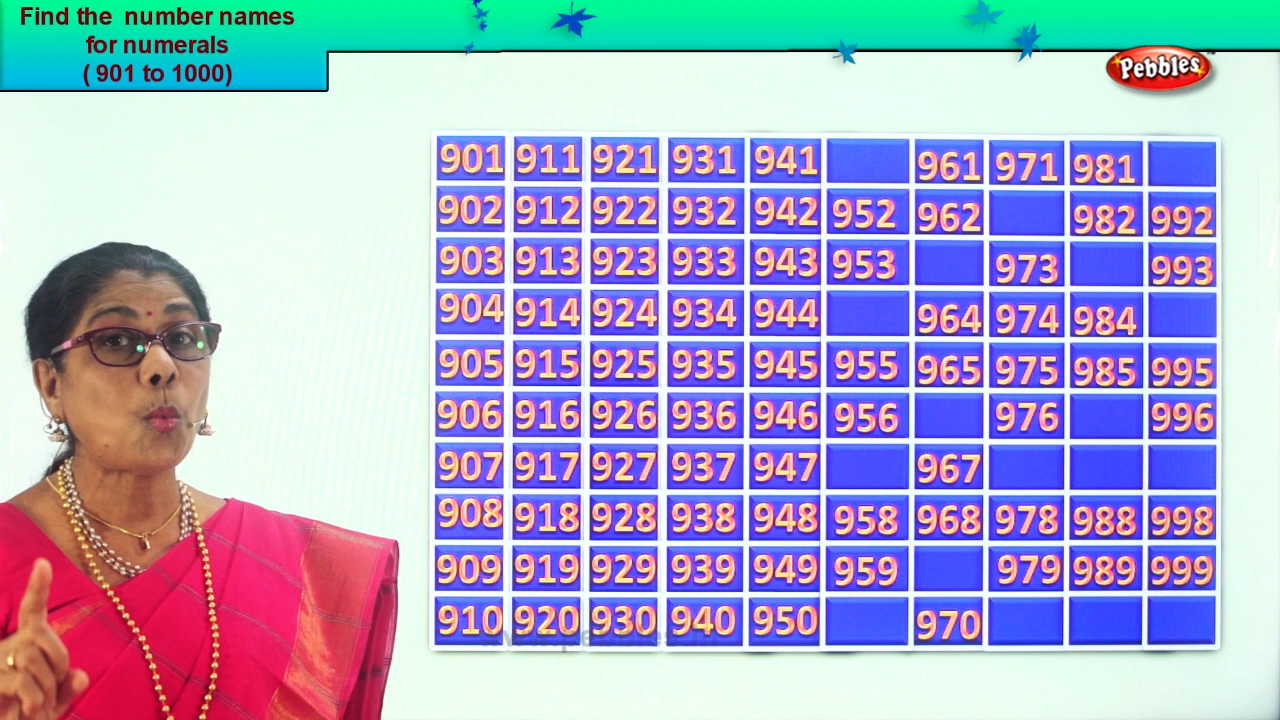 Find the number names
for numerals
( 901 to 1000)
Pebbles
901 911 921 931 941 961 971 981
902 912 922 932 942 952 962 982 992
903 913 923 933 943 953 973 993
904 914 924 934 944 964 974 984
905 915 925 935 945 955 965 975 985 995
906 916 926 936 946 956 976 996
907 917 927 937 947 967
908 918 928 938 948 958 968 978 988 998
909 919 929 939 949 959 979 989 999
910 920 930 940 950 970